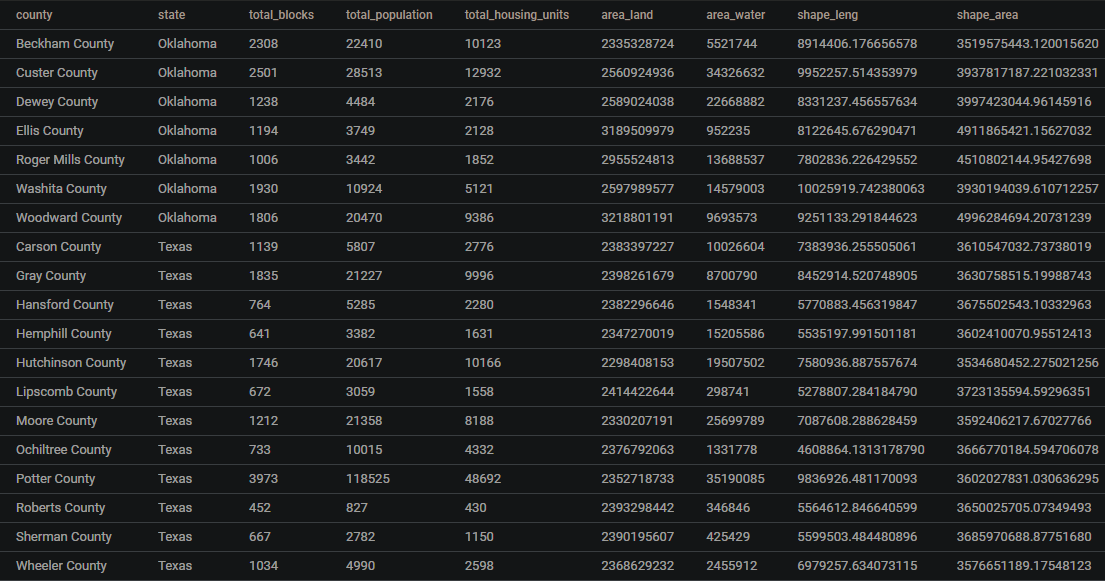 county state total_blocks total_population total_housing_units area_land area_water shape_leng shape_area
Beckham County Oklahoma 2308 22410 10123 2335328724 5521744 8914406.176656578 3519575443.120015620
Custer County Oklahoma 2501 28513 12932 2560924936 34326632 9952257.514353979 3937817187.221032331
Dewey County Oklahoma 1238 4484 2176 2589024038 22668882 8331237.456557634 3997423044.96145916
Ellis County Oklahoma 1194 3749 2128 3189509979 952235 8122645.676290471 4911865421.15627032
Roger Mills County Oklahoma 1006 3442 1852 2955524813 13688537 7802836.226429552 4510802144.95427698
Washita County Oklahoma 1930 10924 5121 2597989577 14579003 10025919.742380063 3930194039.610712257
Woodward County Oklahoma 1806 20470 9386 3218801191 9693573 9251133.291844623 4996284694.20731239
Carson County Texas 1139 5807 2776 2383397227 10026604 7383936.255505061 3610547032.73738019
Gray County Texas 1835 21227 9996 2398261679 8700790 8452914.520748905 3630758515.19988743
Hansford County Texas 764 5285 2280 2382296646 1548341 5770883.456319847 3675502543.10332963
Hemphill County Texas 641 3382 1631 2347270019 15205586 5535197.991501181 3602410070.95512413
Hutchinson County Texas 1746 20617 10166 2298408153 19507502 7580936.887557674 3534680452.275021256
Lipscomb County Texas 672 3059 1558 2414422644 298741 5278807.284184790 3723135594.59296351
Moore County Texas 1212 21358 8188 2330207191 25699789 7087608.288628459 3592406217.67027766
Ochiltree County Texas 733 10015 4332 2376792063 1331778 4608864.1313178790 3666770184.594706078
Potter County Texas 3973 118525 48692 2352718733 35190085 9836926.481170093 3602027831.030636295
Roberts County Texas 452 827 430 2393298442 346846 5564612.846640599 3650025705.07349493
Sherman County Texas 667 2782 1150 2390195607 425429 5599503.484480896 3685970688.87751680
Wheeler County Texas 1034 4990 2598 2368629232 2455912 6979257.634073115 3576651189.17548123